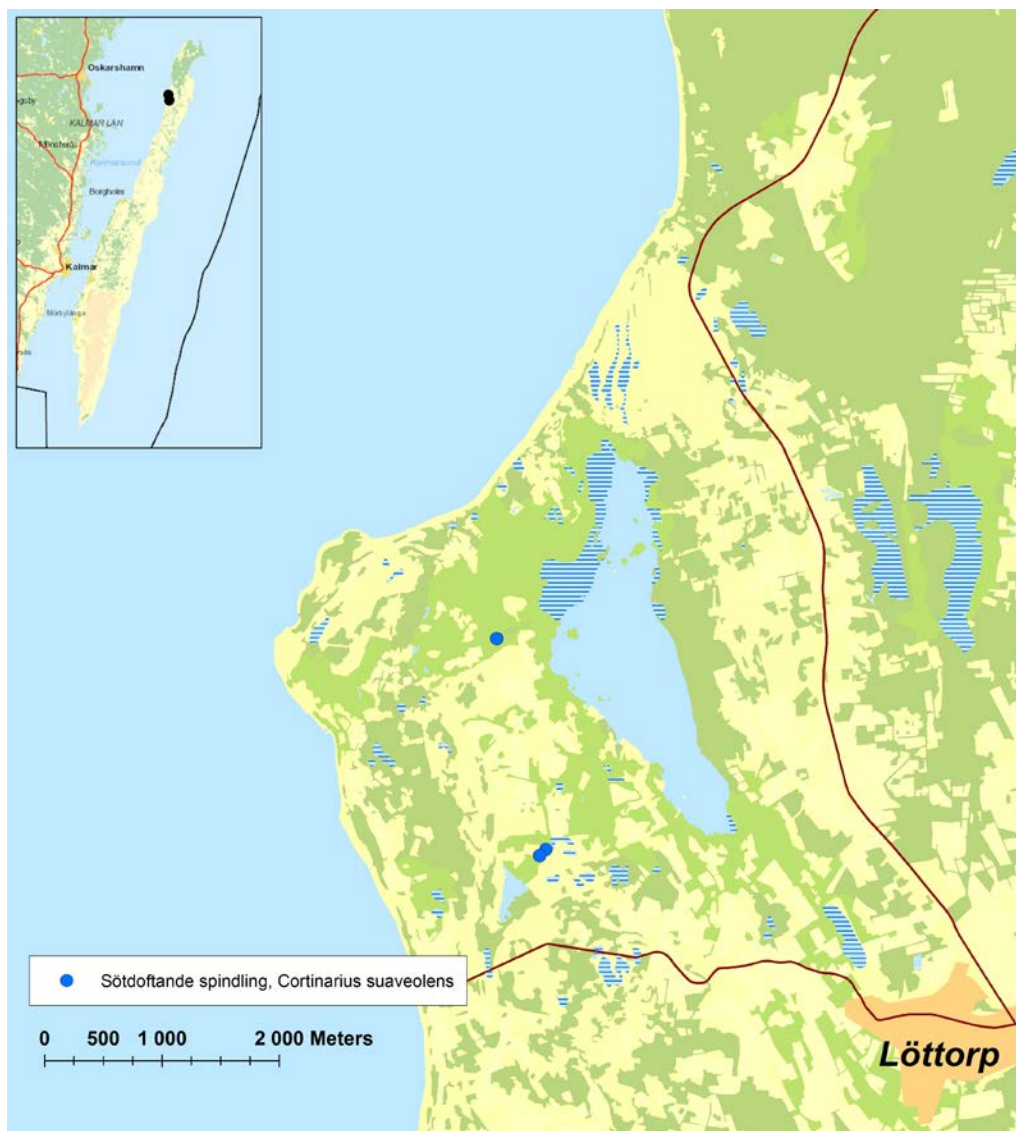 Oskarshamn
KALMAR LÄN
Mönsterås
Kalmarsund
Borgholm
Kalmar
Mörbylånga
Sötdoftande spindling, Cortinarius suaveolens
0 500 1 000 2 000 Meters
Löttorp